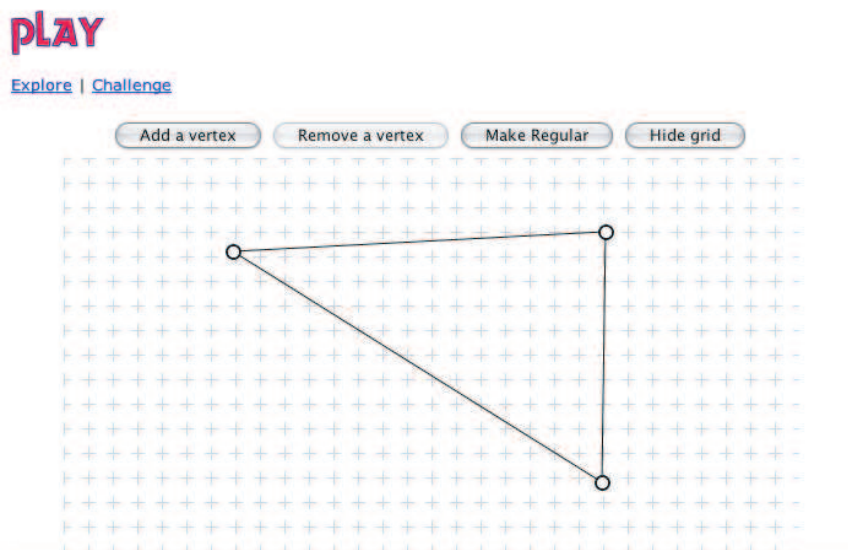 PLAY
Explore | Challenge
Add a vertex Remove a vertex Make Regular Hide grid